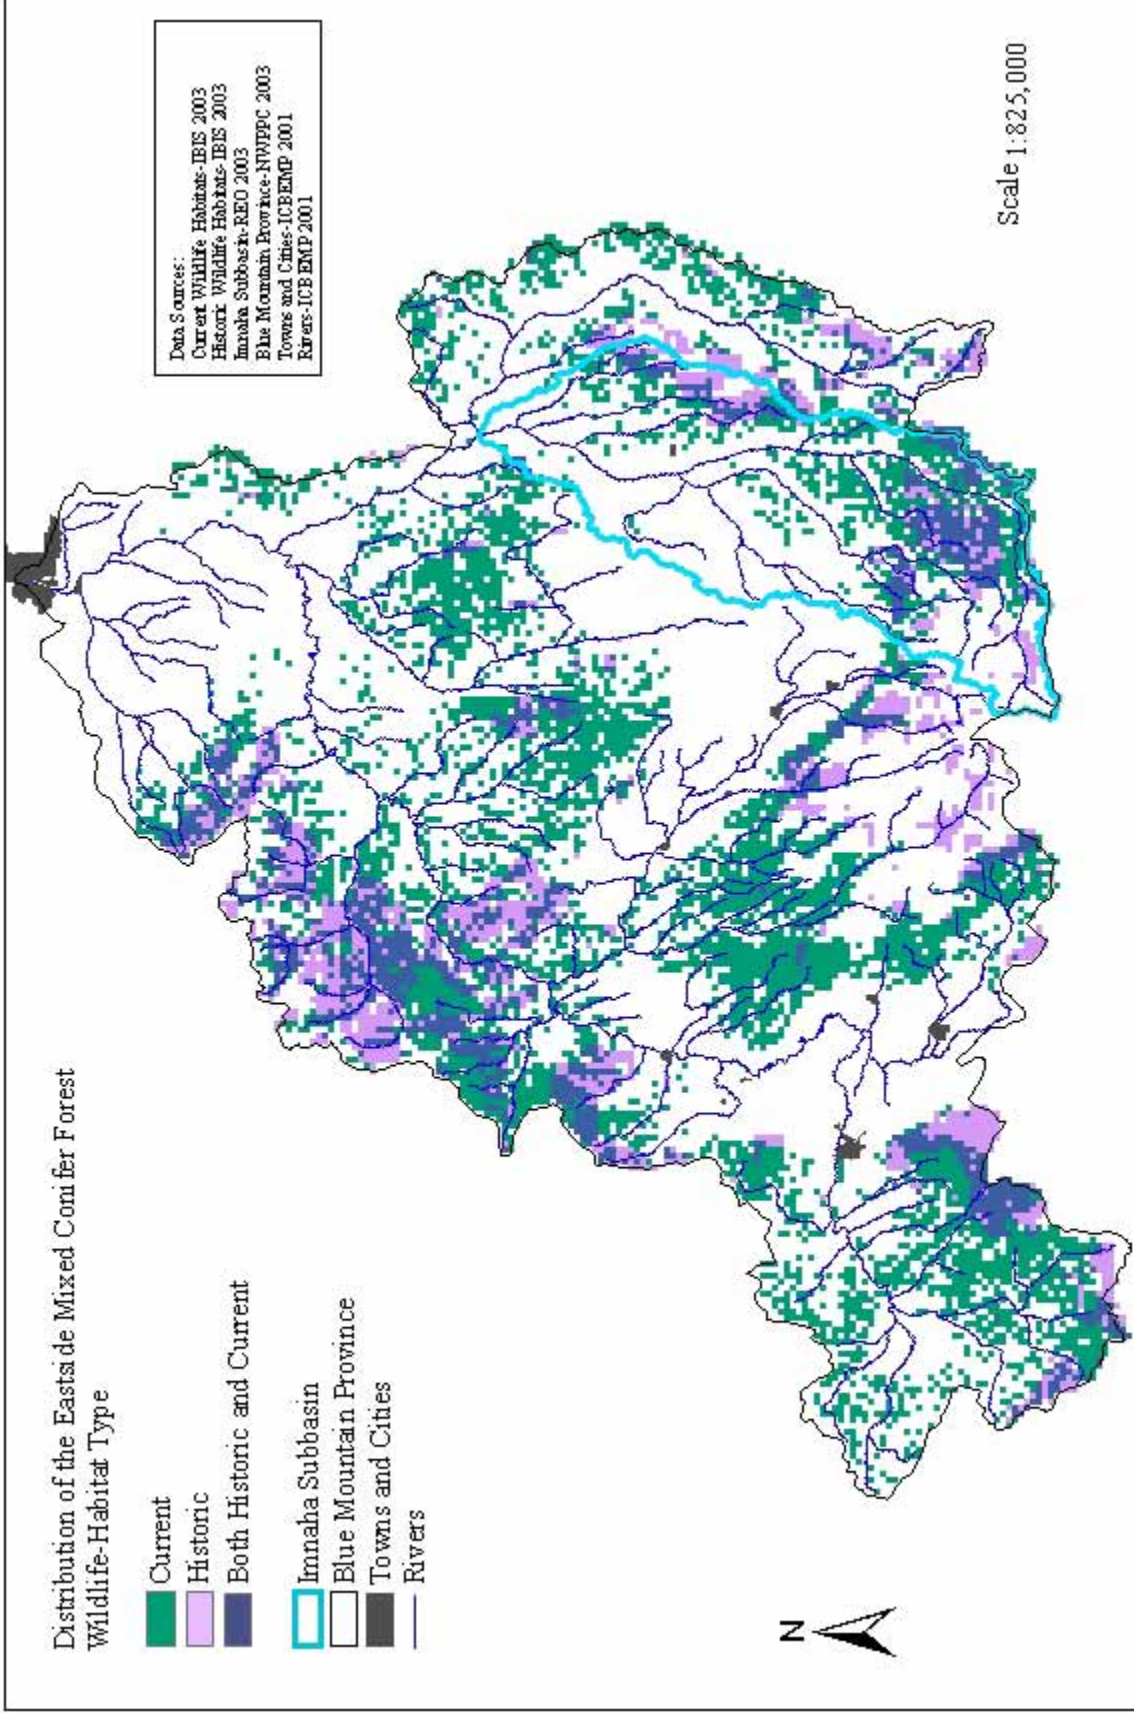 Distribution of the Eastside Mixed Conifer Forest
Wildlife-Habitat Type
Current
Historic
Both Historic and Current
Imnaha Subbasin
Blue Mountain Province
Towns and Cities
Rivers
N
Data Sources:
Current Wildlife Habitats-IBIS 2003
Historic Wildlife Habitats-IBIS 2003
Imnaha Subbasin-REO 2003
Blue Mountain Province-NWPPC 2003
Towns and Cities-ICBEMP 2001
Rivers-ICBEMP 2001
Scale 1:825,000